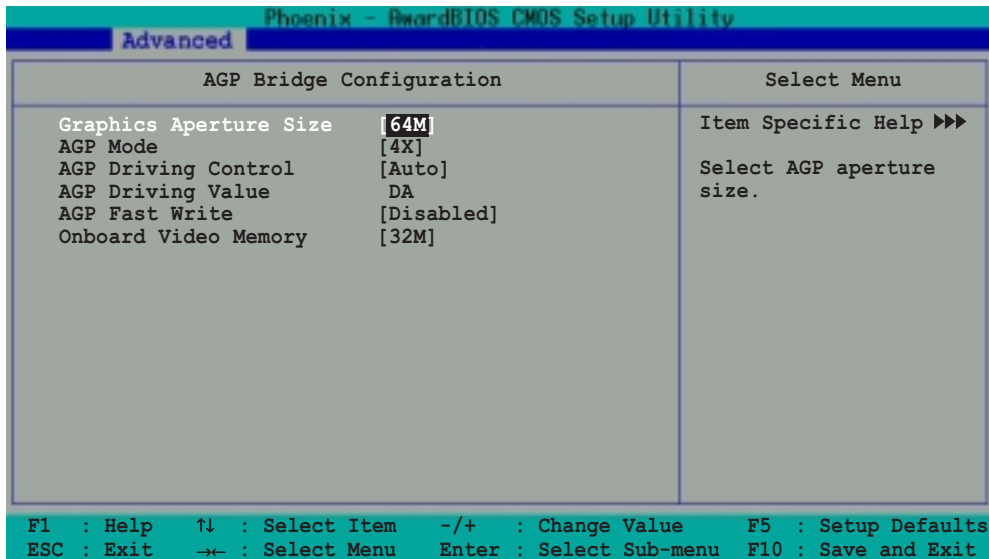 Phoenix - AwardBIOS CMOS Setup Utility
Advanced
AGP Bridge Configuration
Select Menu
Graphics Aperture Size [64M]
AGP Mode [4X]
AGP Driving Control [Auto]
AGP Driving Value DA
AGP Fast Write [Disabled]
Onboard Video Memory [32M]
Item Specific Help ▶▶▶
Select AGP aperture
size.
F1 : Help ↑↓ : Select Item -/+ : Change Value F5 : Setup Defaults
ESC : Exit →← : Select Menu Enter : Select Sub-menu F10 : Save and Exit